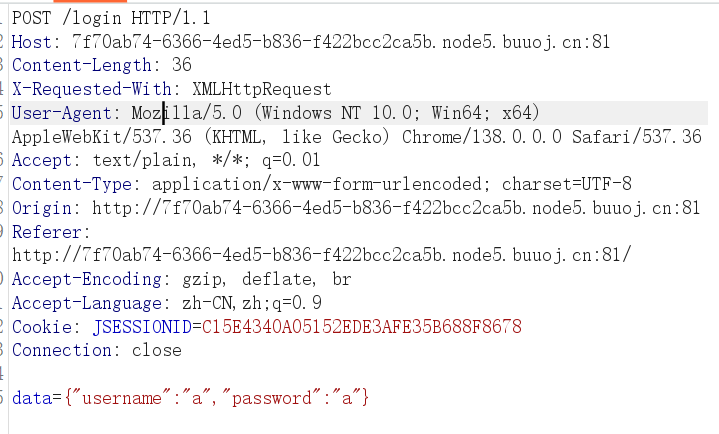 POST /login HTTP/1.1
Host: 7f70ab74-6366-4ed5-b836-f422bcc2ca5b.node5.buuoj.cn:81
Content-Length: 36
X-Requested-With: XMLHttpRequest
User-Agent: Mozilla/5.0 (Windows NT 10.0; Win64; x64)
AppleWebKit/537.36 (KHTML, like Gecko) Chrome/138.0.0.0 Safari/537.36
Accept: text/plain, */*; q=0.01
Content-Type: application/x-www-form-urlencoded; charset=UTF-8
Origin: http://7f70ab74-6366-4ed5-b836-f422bcc2ca5b.node5.buuoj.cn:81
Referer:
http://7f70ab74-6366-4ed5-b836-f422bcc2ca5b.node5.buuoj.cn:81/
Accept-Encoding: gzip, deflate, br
Accept-Language: zh-CN,zh;q=0.9
Cookie: JSESSIONID=C15E4340A05152EDE3AFE35B688F8678
Connection: close
data={"username":"a","password":"a"}